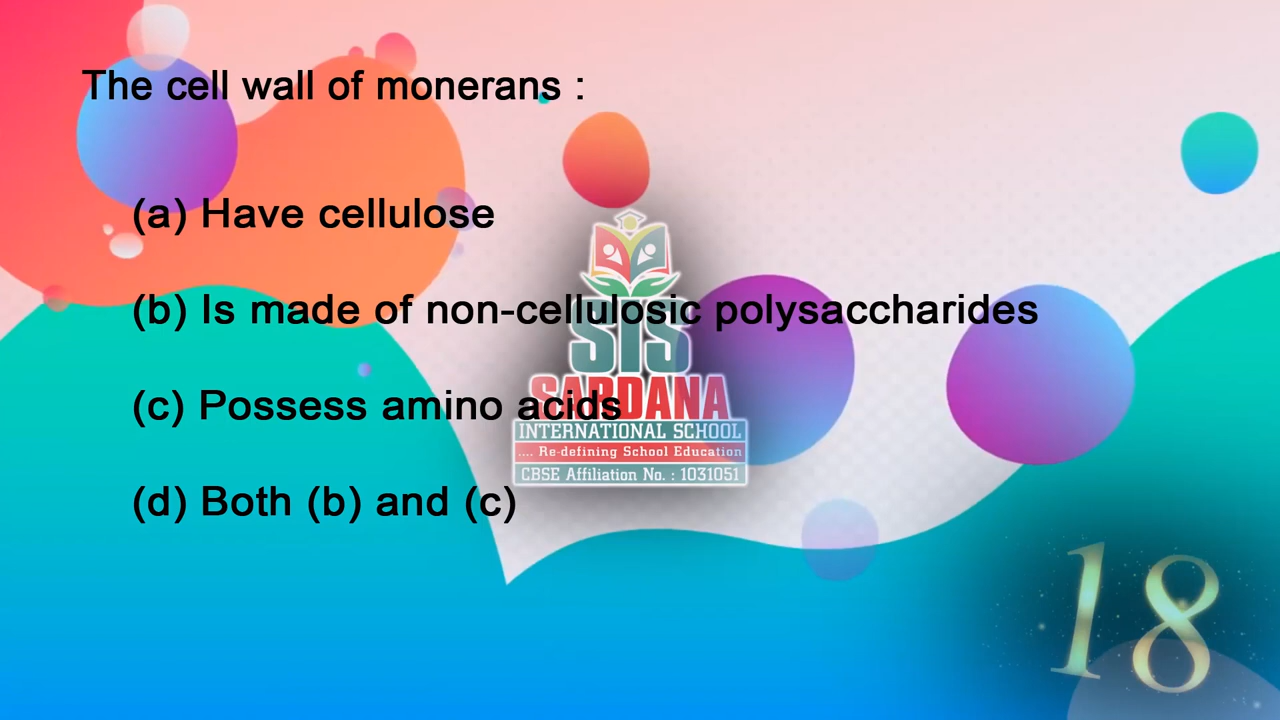 The cell wall of monerans :
(a) Have cellulose
(b) Is made of non-cellulosic polysaccharides
(c) Possess amino acids
(d) Both (b) and (c)
SIS
SARDANA
INTERNATIONAL SCHOOL
.... Re-defining School Education
CBSE Affiliation No. : 1031051
18